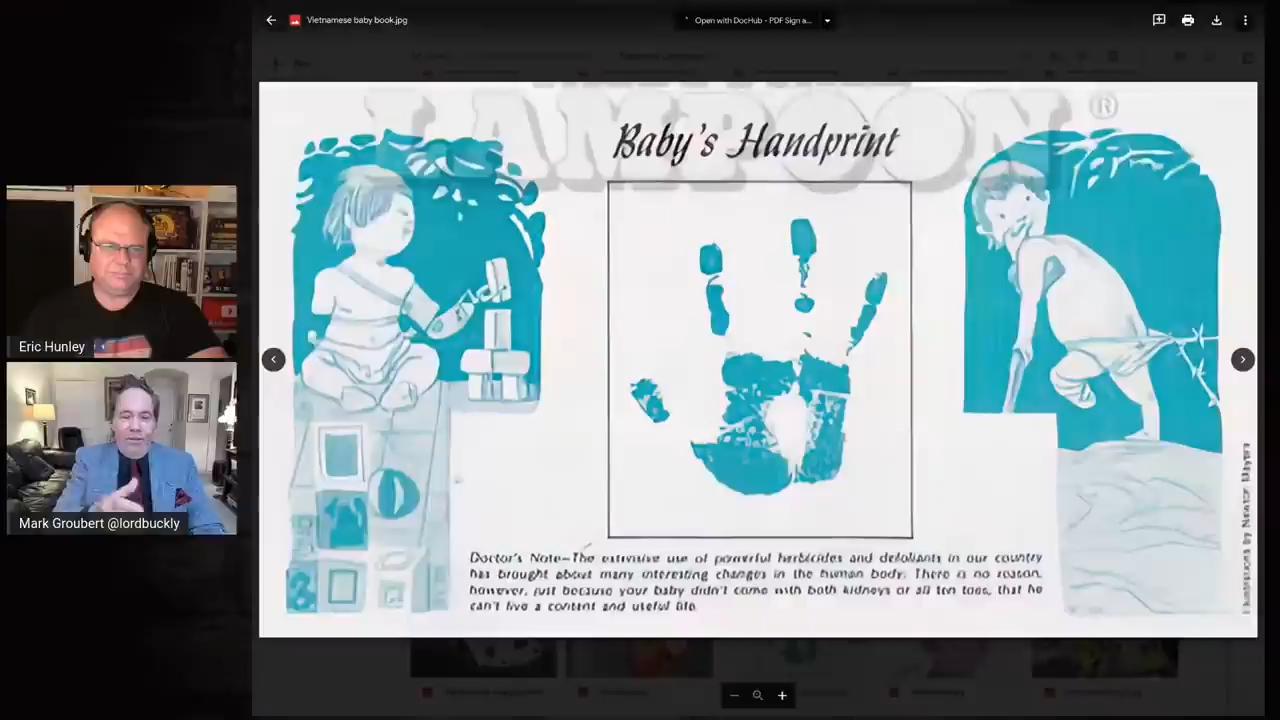 Vietnamese baby book.jpg
Open with DocHub - PDF Sign a...
LAMPOON ®
Baby's Handprint
Eric Hunley
Mark Groubert @lordbuckly
Doctor's Note—The extensive use of powerful herbicides and defoliants in our country
has brought about many interesting changes in the human body. There is no reason,
however, just because your baby didn't come with both kidneys or all ten toes, that he
can't live a content and useful life.
Illustrations by